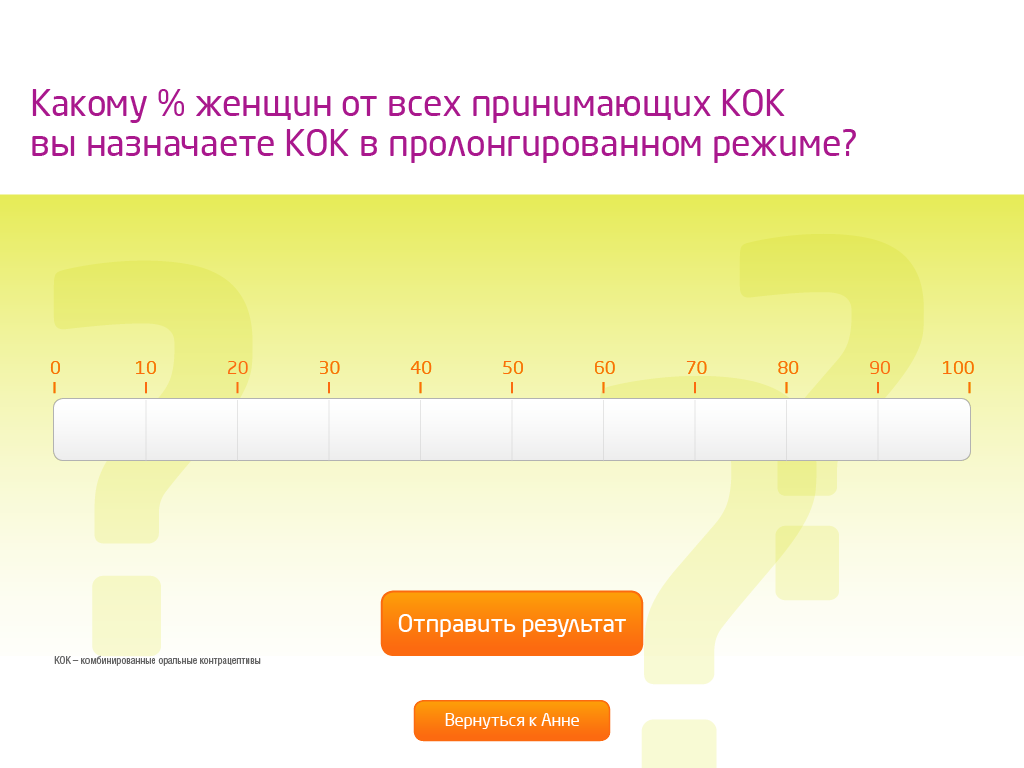 Какому % женщин от всех принимающих КОК
вы назначаете КОК в пролонгированном режиме?
0 10 20 30 40 50 60 70 80 90 100
Отправить результат
КОК – комбинированные оральные контрацептивы
Вернуться к Анне